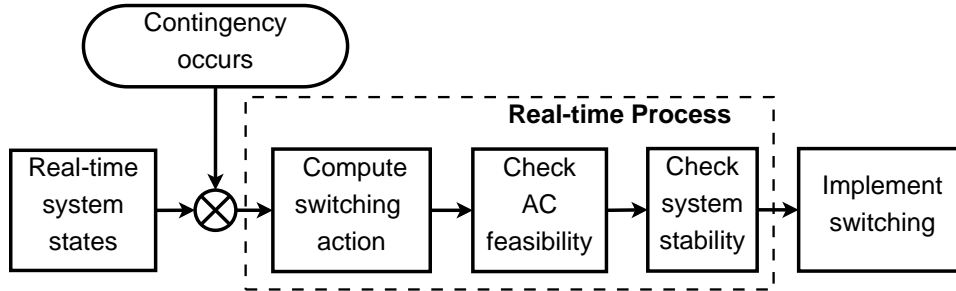 Contingency
occurs
Real-time Process
Real-time
system
states
Compute
switching
action
Check
AC
feasibility
Check
system
stability
Implement
switching